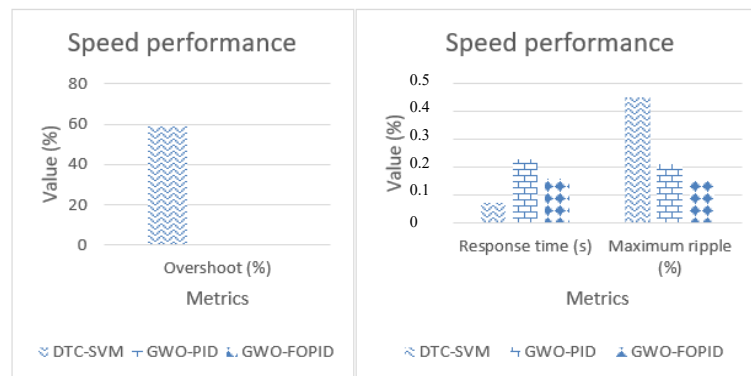 Speed performance
80
60
40
20
0
Value (%)
Overshoot (%)
Metrics
DTC-SVM GWO-PID GWO-FOPID
Speed performance
0.5
0.4
0.3
0.2
0.1
0
Value (%)
Response time (s) Maximum ripple
(%)
Metrics
DTC-SVM GWO-PID GWO-FOPID